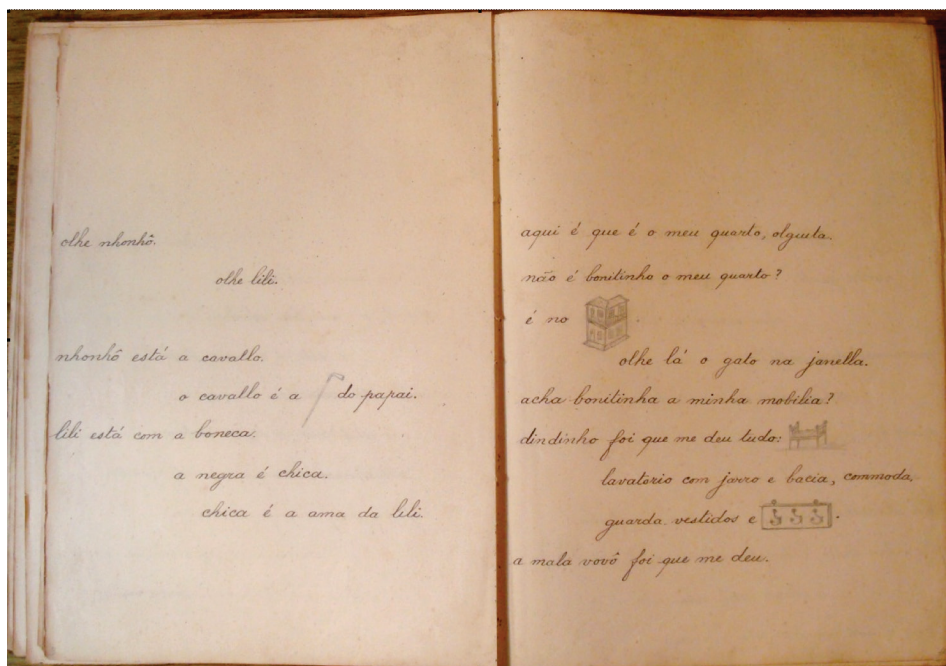 olhe nhonhô.
olhe lili.
nhonhô está a cavallo.
o cavallo é a do papai.
lili está com a boneca.
a negra é chica.
chica é a ama da lili.
aqui é que é o meu quarto, olguita.
não é bonitinho o meu quarto?
é no .
olhe lá o gato na janella.
acha bonitinha a minha mobilia?
dindinho foi que me deu tudo:
lavatorio com jarro e bacia, commoda,
guarda-vestidos e .
a mala vovô foi que me deu.